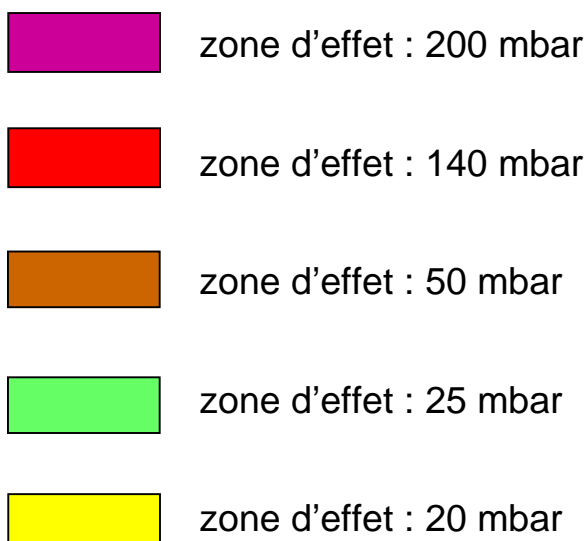 zone d’effet : 200 mbar
zone d’effet : 140 mbar
zone d’effet : 50 mbar
zone d’effet : 25 mbar
zone d’effet : 20 mbar